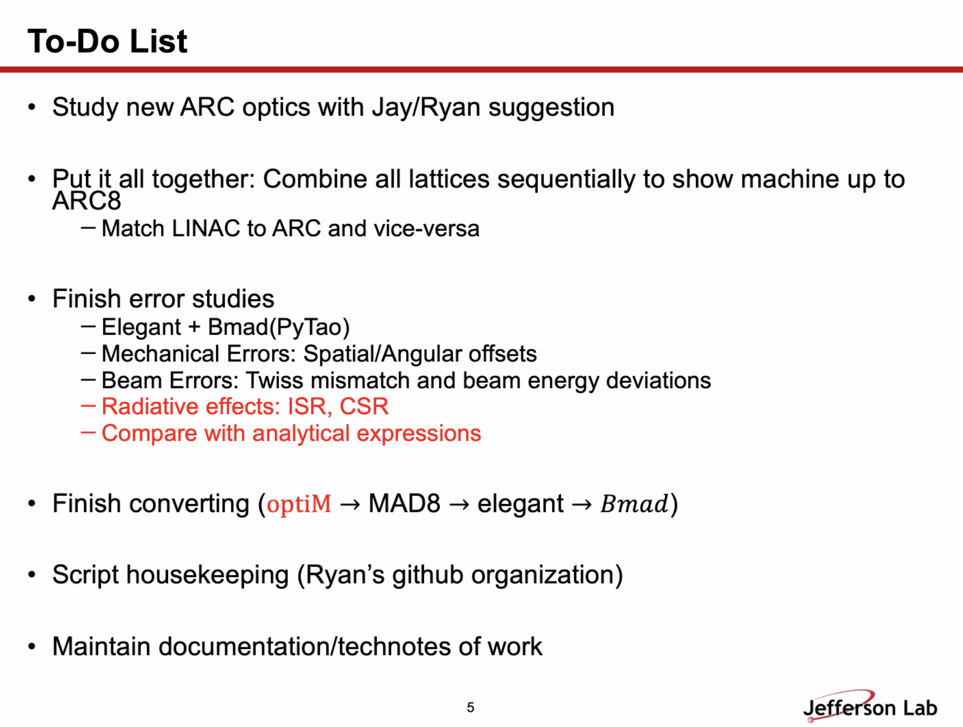 To-Do List
• Study new ARC optics with Jay/Ryan suggestion
• Put it all together: Combine all lattices sequentially to show machine up to
ARC8
– Match LINAC to ARC and vice-versa
• Finish error studies
– Elegant + Bmad(PyTao)
– Mechanical Errors: Spatial/Angular offsets
– Beam Errors: Twiss mismatch and beam energy deviations
– Radiative effects: ISR, CSR
– Compare with analytical expressions
• Finish converting (optiM → MAD8 → elegant → Bmad)
• Script housekeeping (Ryan’s github organization)
• Maintain documentation/technotes of work
5
Jefferson Lab